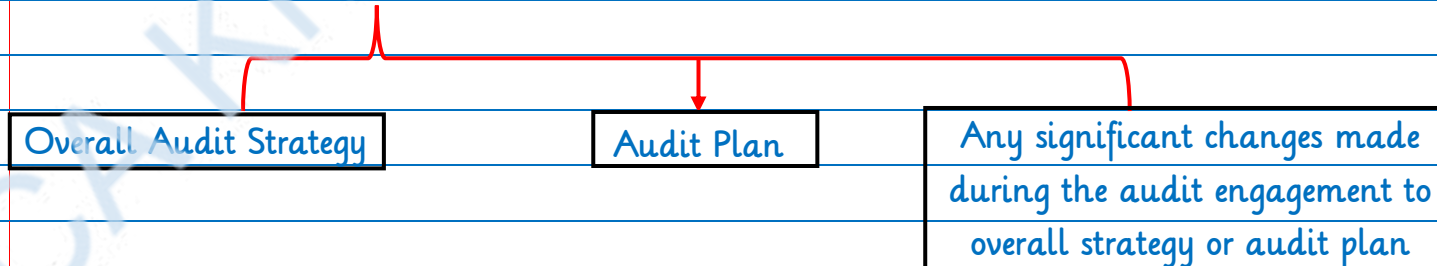 Overall Audit Strategy
Audit Plan
Any significant changes made
during the audit engagement to
overall strategy or audit plan